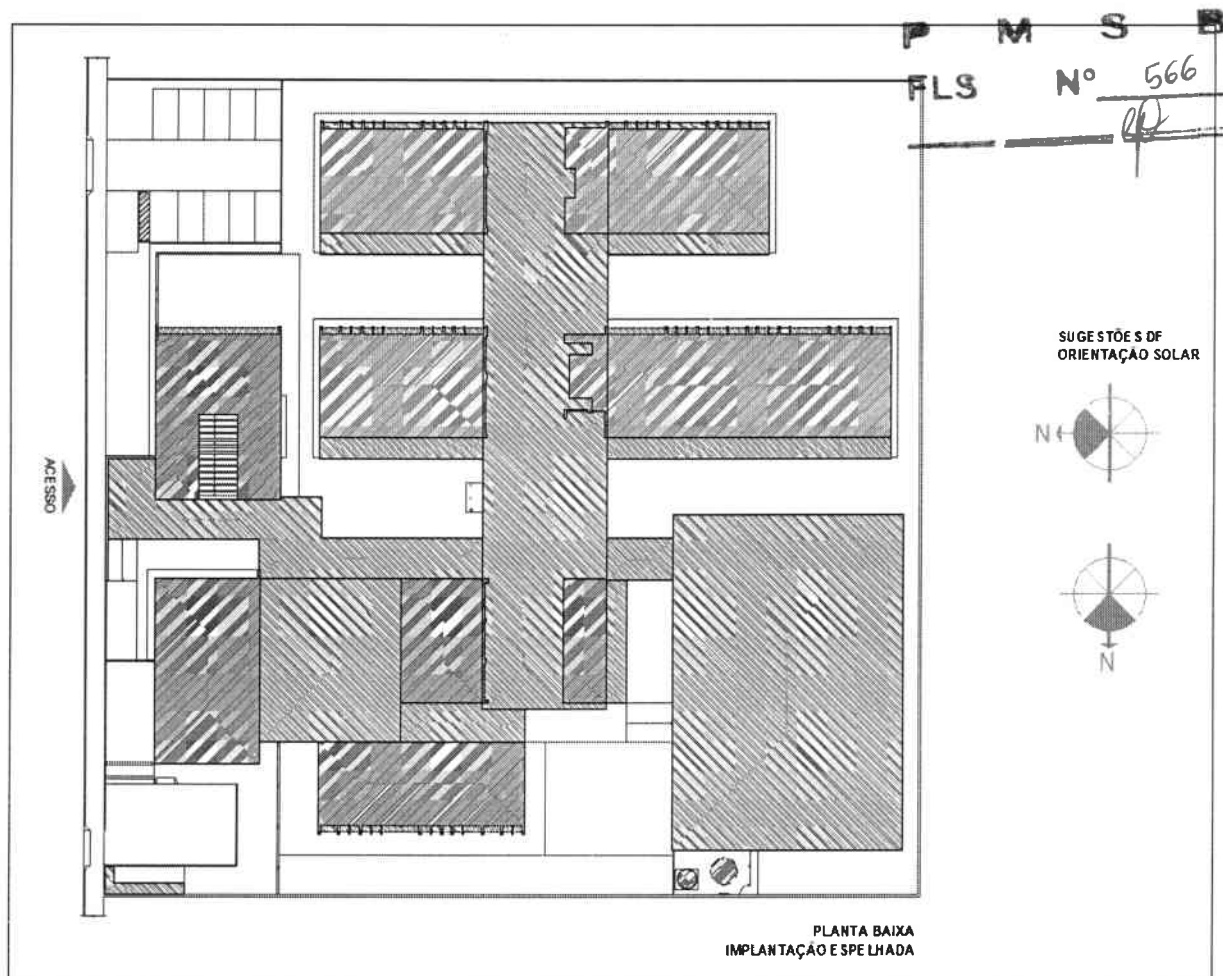 P M S B
FLS Nº 566
SUGESTÕES DE
ORIENTAÇÃO SOLAR
N
ACESSO
N
PLANTA BAIXA
IMPLANTAÇÃO ESPELHADA